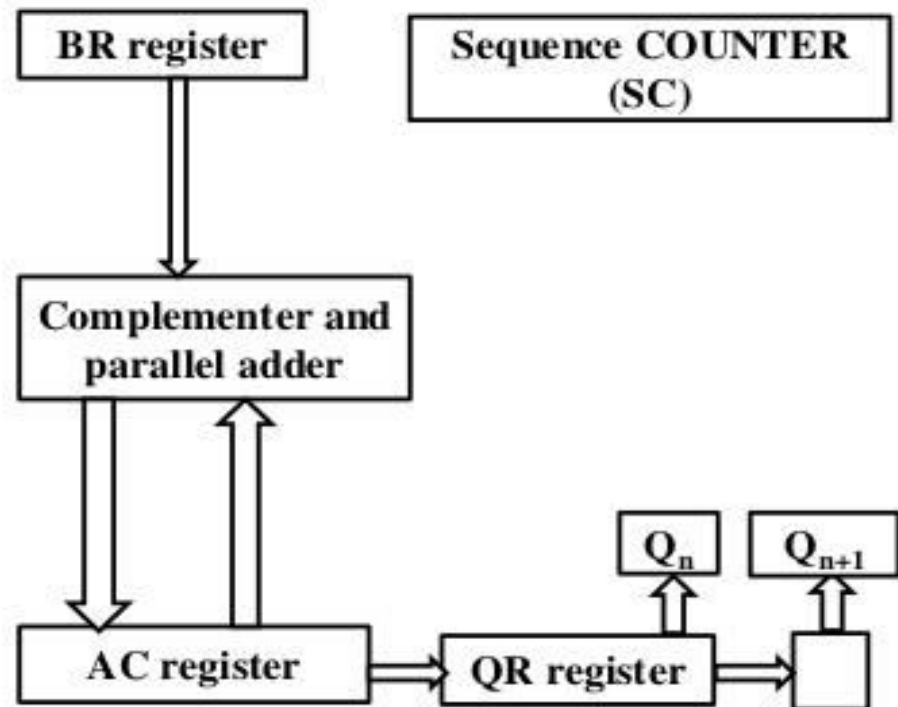 BR register
Sequence COUNTER
(SC)
Complementer and
parallel adder
Qn
Qn+1
AC register
QR register